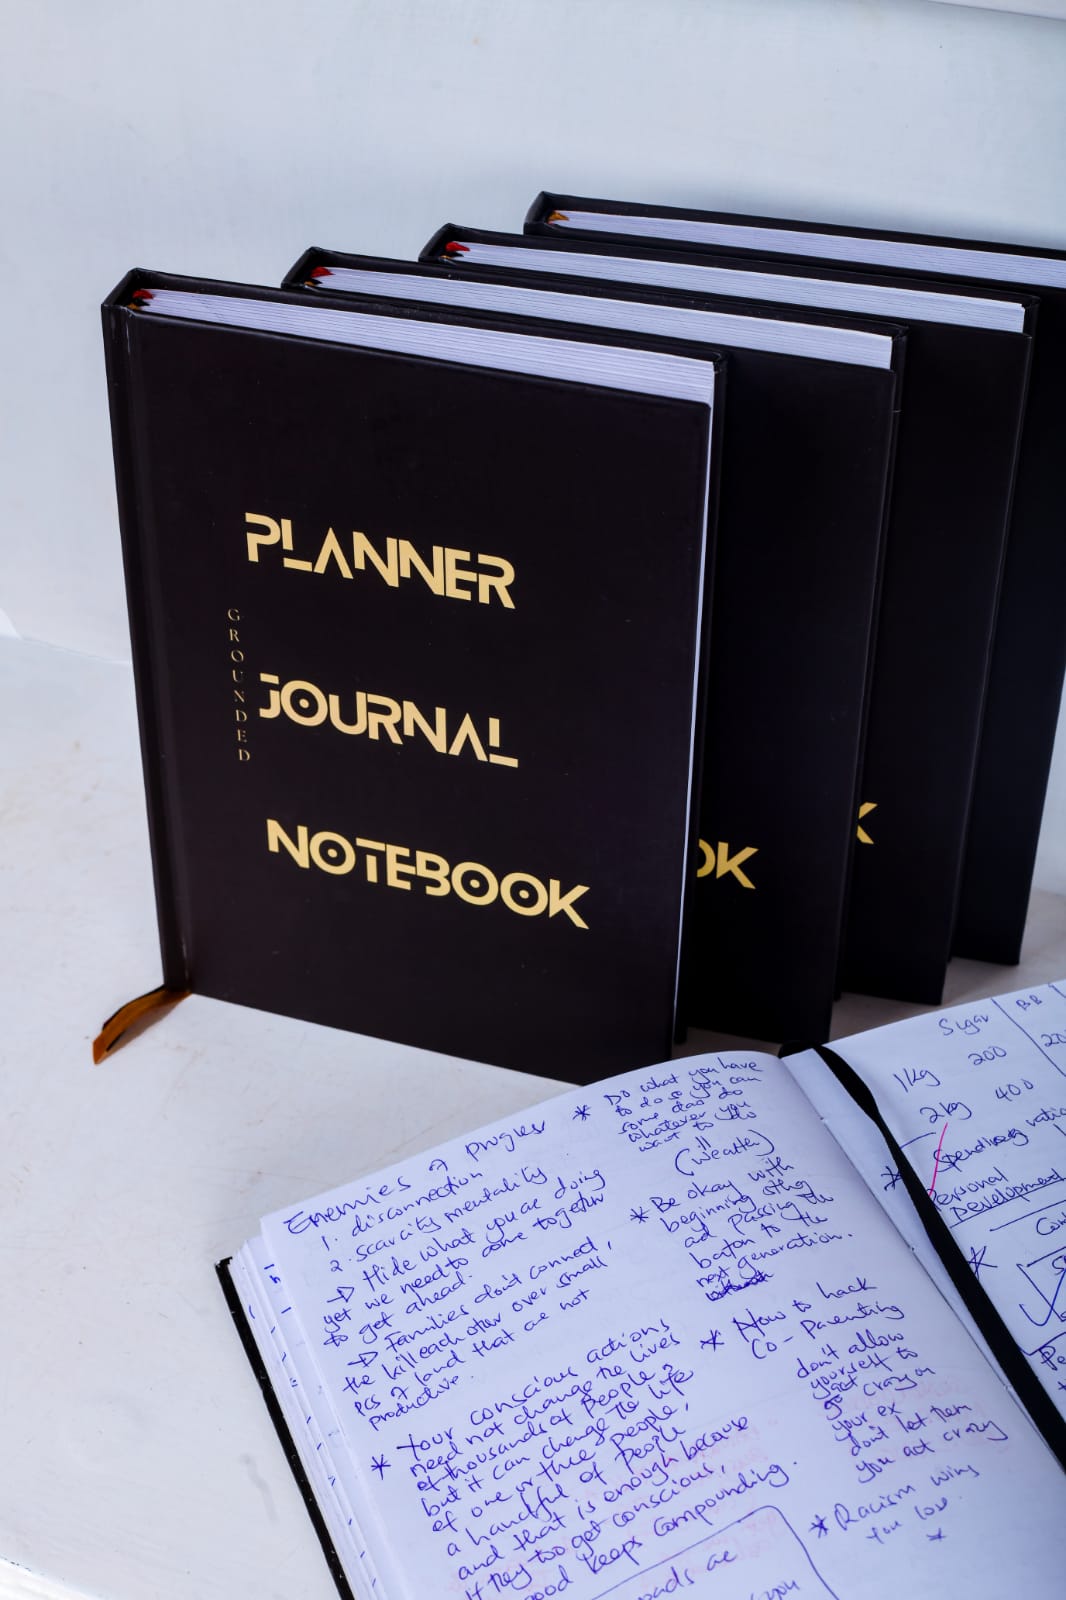 PLANNER
GROUNDED
JOURNAL
NOTEBOOK
OK
K
Enemies of progress
1. disconnection
2. scarcity mentality
→ Hide what you are doing
yet we need to come together
to get ahead.
→ Families don't connect,
the kill each other over small
pcs of land that are not
productive.
* Your conscious actions
need not change the lives
of thousands of people,
but it can change the life
of one or three people,
a handful of people
and that is enough because
if they too get conscious,
good keeps compounding.
* Do what you have
to do so you can
some day do
whatever you
want to do
(wealth)
* Be okay with
beginning
and passing the
baton to the
next generation.
* How to hack
Co-Parenting
don't allow
yourself to
go crazy on
your ex
don't let them
you act crazy
* Racism wins
you lose.
*
Sugar
BB
1kg 200 20
2kg 400
* Spending
Personal
Development
*